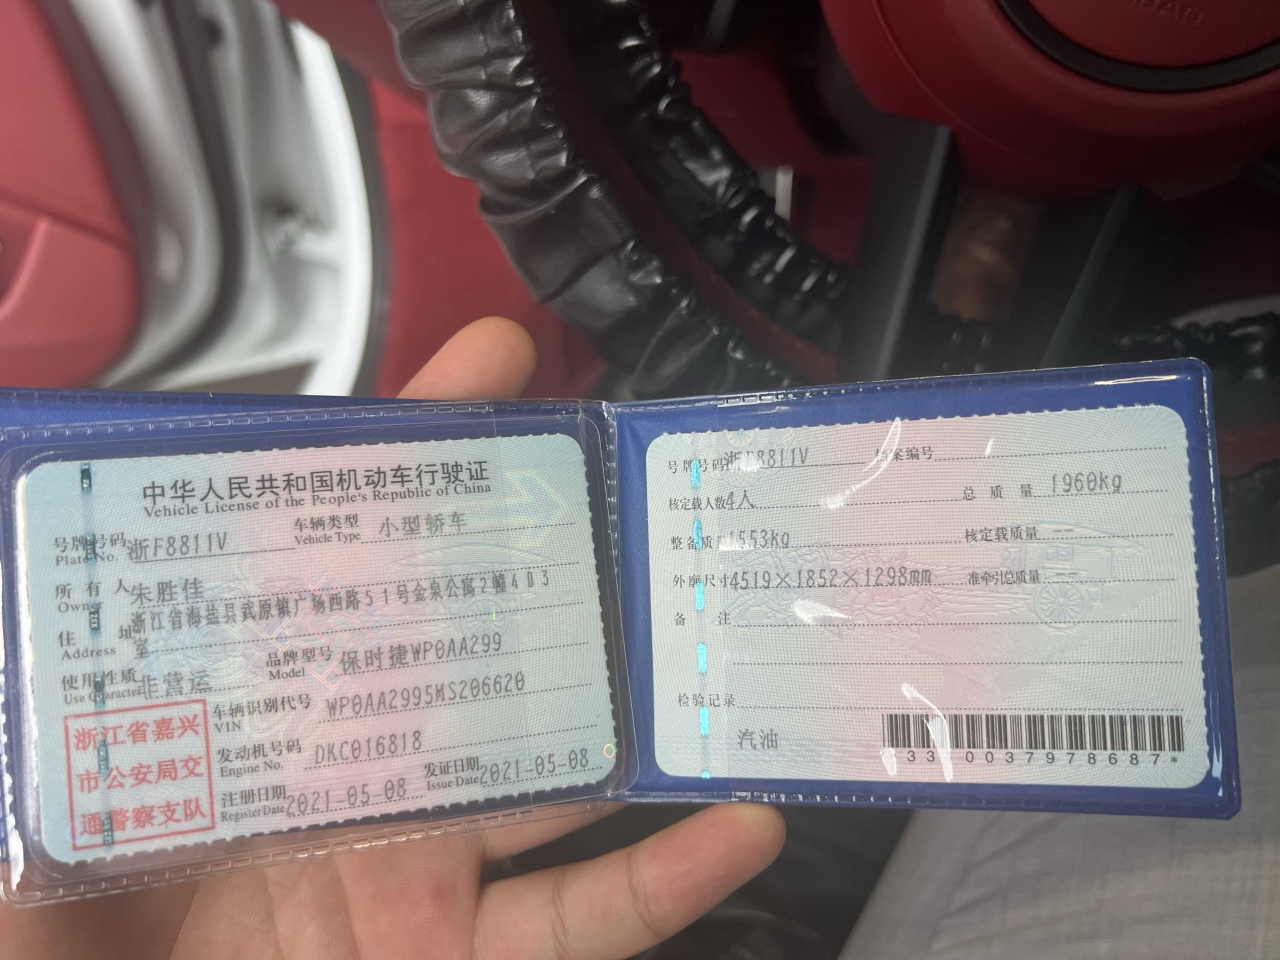 中华人民共和国机动车行驶证
Vehicle License of the People's Republic of China
号牌号码 浙F8811V 车辆类型 小型轿车
Plate No. Vehicle Type
所有人 朱胜佳
Owner
住址 浙江省海盐县武原镇广场西路51号金泉公寓2幢403
Address 室
使用性质 非营运 品牌型号 保时捷WP0AA299
Use Character Model
车辆识别代号 WP0AA2995MS206620
VIN
发动机号码 DKC016818
Engine No.
注册日期 2021-05-08 发证日期 2021-05-08
Register Date Issue Date
浙江省嘉兴
市公安局交
通警察支队
号牌号码 浙F8811V 档案编号
核定载人数 4人 总质量 1960kg
整备质量 1553kg 核定载质量
外廓尺寸 4519×1852×1298mm 准牵引总质量
备注
检验记录
汽油
33 0037978687*